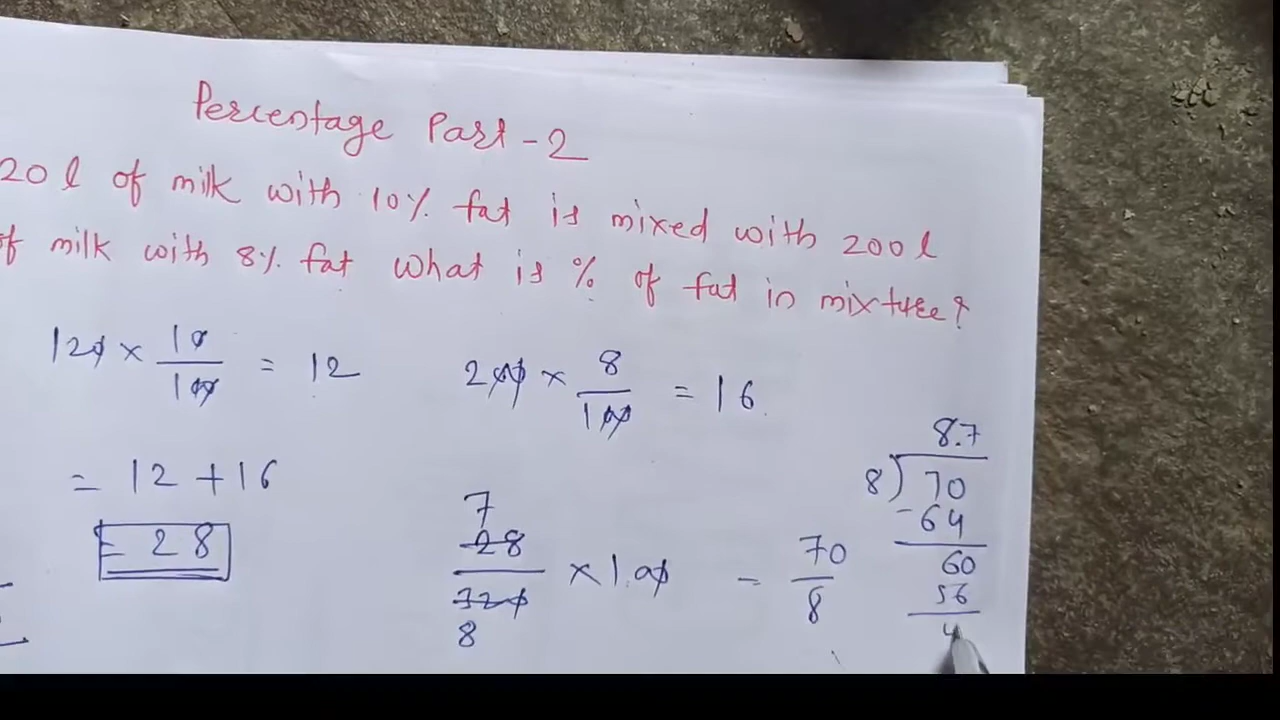 Percentage Part - 2
20 l of milk with 10% fat is mixed with 200 l
of milk with 8% fat What is % of fat in mixture?
120 × 10/100 = 12
200 × 8/100 = 16
= 12 + 16
= 28
7
28/320 × 100 = 70/8
8
8.7
8) 70
- 64
60
56
4